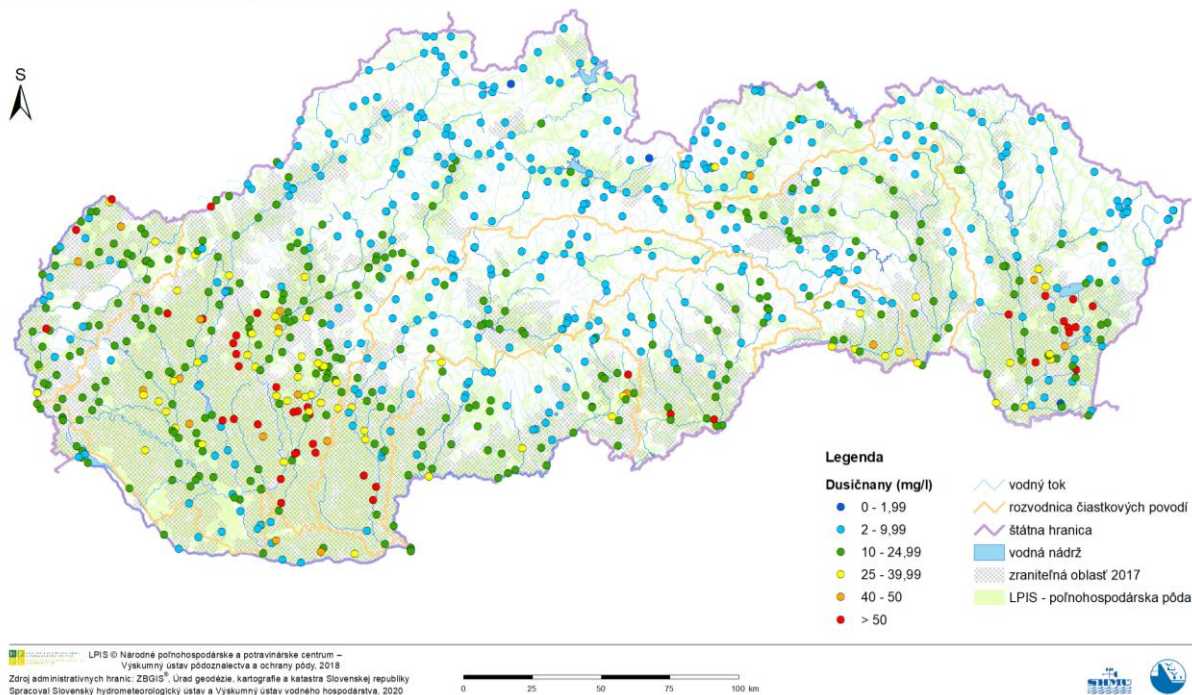 S
Legenda
Dusičnany (mg/l)
0 - 1,99
2 - 9,99
10 - 24,99
25 - 39,99
40 - 50
> 50
vodný tok
rozvodnica čiastkových povodí
štátna hranica
vodná nádrž
zraniteľná oblasť 2017
LPIS - poľnohospodárska pôda
LPIS © Národné poľnohospodárske a potravinárske centrum –
Výskumný ústav pôdoznalectva a ochrany pôdy, 2018
Zdroj administratívnych hraníc: ZBGIS®, Úrad geodézie, kartografie a katastra Slovenskej republiky
Spracoval Slovenský hydrometeorologický ústav a Výskumný ústav vodného hospodárstva, 2020
0 25 50 75 100 km
SHMÚ